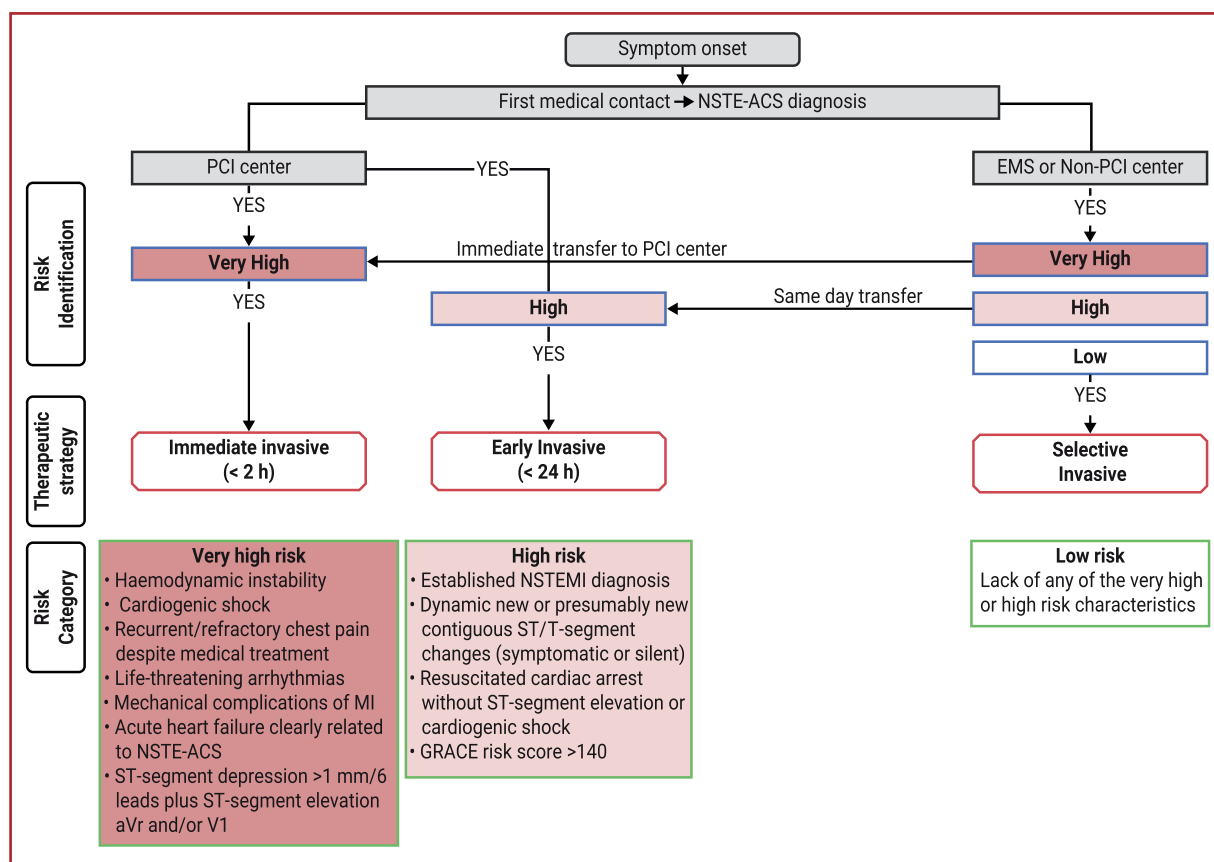 Symptom onset
First medical contact → NSTE-ACS diagnosis
PCI center
YES
EMS or Non-PCI center
YES
YES
Risk
Identification
Very High
Immediate transfer to PCI center
Very High
YES
High
Same day transfer
High
YES
Low
YES
Therapeutic
strategy
Immediate invasive
(< 2 h)
Early Invasive
(< 24 h)
Selective
Invasive
Risk
Category
Very high risk
• Haemodynamic instability
• Cardiogenic shock
• Recurrent/refractory chest pain
despite medical treatment
• Life-threatening arrhythmias
• Mechanical complications of MI
• Acute heart failure clearly related
to NSTE-ACS
• ST-segment depression >1 mm/6
leads plus ST-segment elevation
aVr and/or V1
High risk
• Established NSTEMI diagnosis
• Dynamic new or presumably new
contiguous ST/T-segment
changes (symptomatic or silent)
• Resuscitated cardiac arrest
without ST-segment elevation or
cardiogenic shock
• GRACE risk score >140
Low risk
Lack of any of the very high
or high risk characteristics